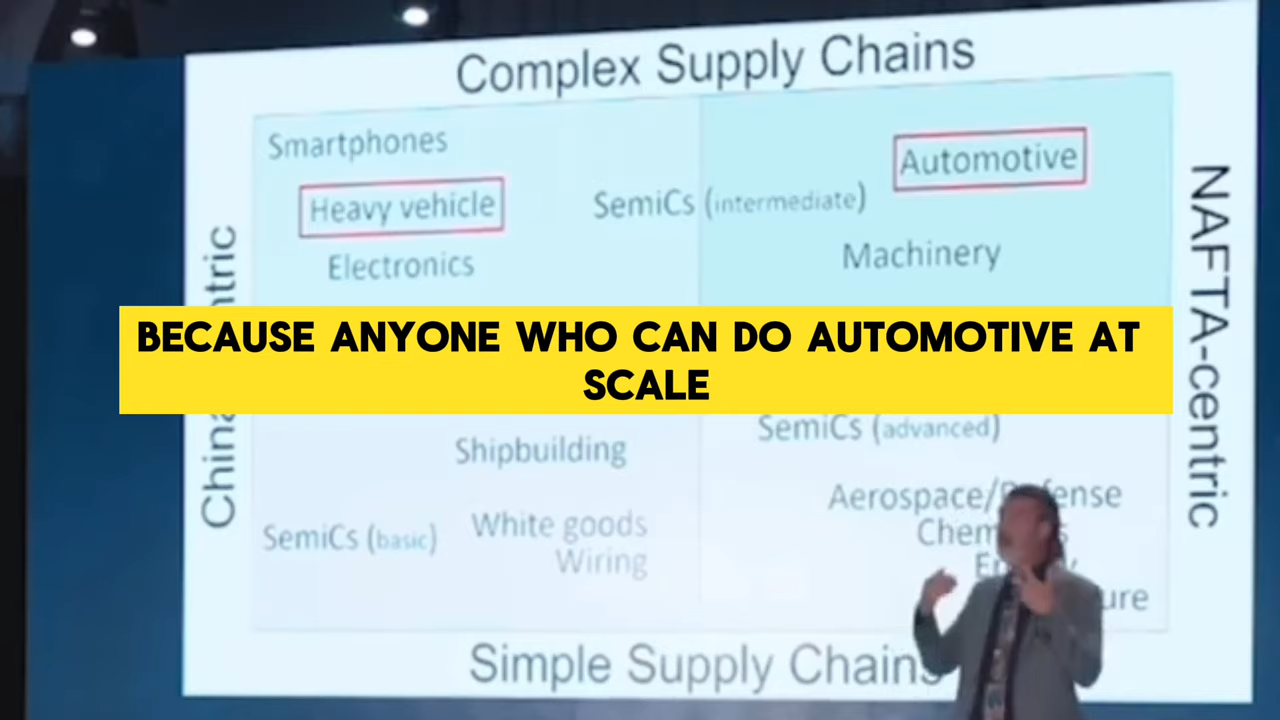 Complex Supply Chains
Smartphones
Automotive
Heavy vehicle
SemiCs (intermediate)
Electronics
Machinery
NAFTA-centric
BECAUSE ANYONE WHO CAN DO AUTOMOTIVE AT
SCALE
SemiCs (advanced)
Shipbuilding
Aerospace/
SemiCs (basic)
White goods
Wiring
Simple Supply Chains